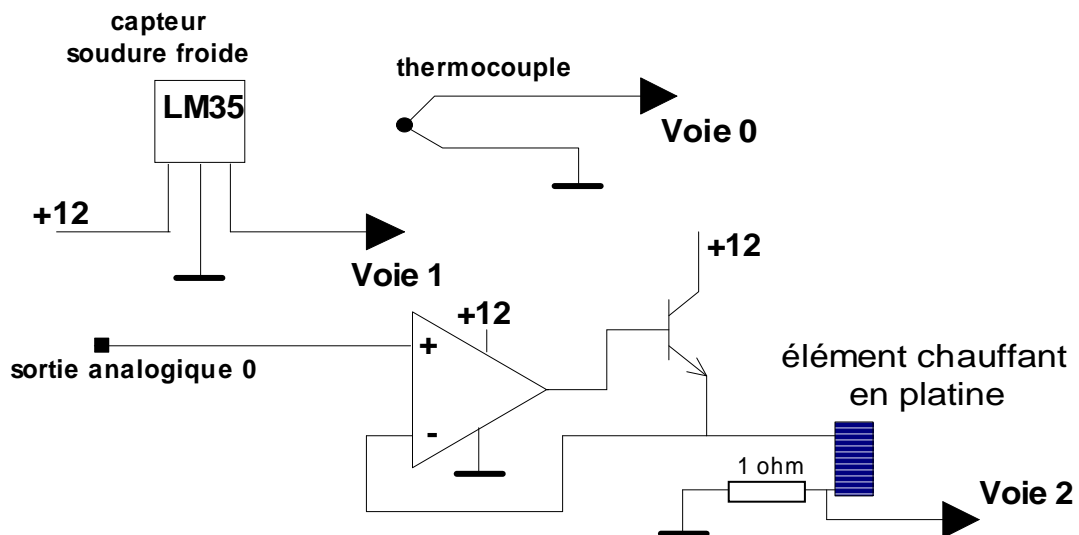 capteur
soudure froide
LM35
thermocouple
Voie 0
+12
Voie 1
+12
+12
+
-
sortie analogique 0
élément chauffant
en platine
1 ohm
Voie 2